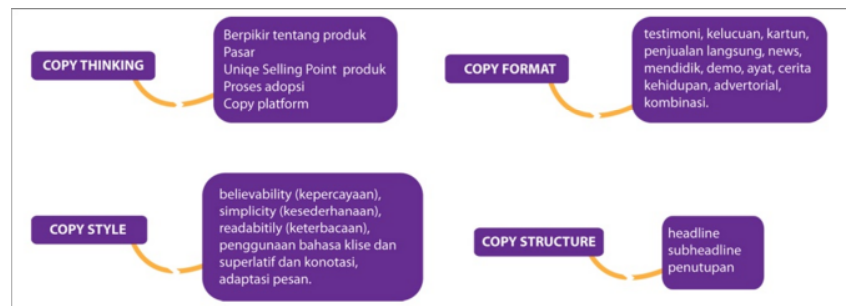 COPY THINKING
Berpikir tentang produk
Pasar
Uniqe Selling Point produk
Proses adopsi
Copy platform
COPY FORMAT
testimoni, kelucuan, kartun,
penjualan langsung, news,
mendidik, demo, ayat, cerita
kehidupan, advertorial,
kombinasi.
COPY STYLE
believability (kepercayaan),
simplicity (kesederhanaan),
readabitily (keterbacaan),
penggunaan bahasa klise dan
superlatif dan konotasi,
adaptasi pesan.
COPY STRUCTURE
headline
subheadline
penutupan